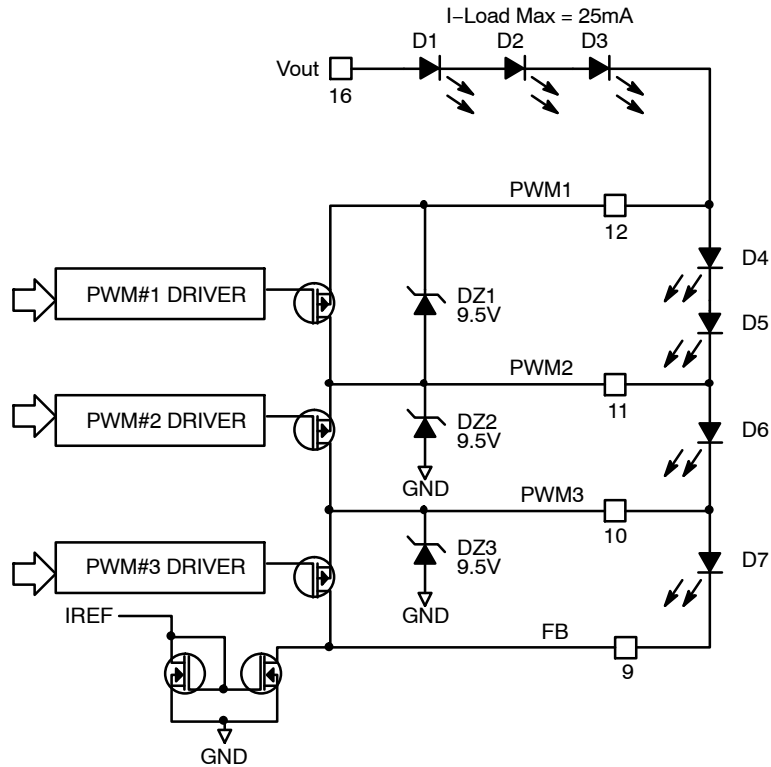 I−Load Max = 25mA
D1 D2 D3
Vout
16
PWM1
12
D4
PWM#1 DRIVER
DZ1
9.5V
D5
PWM2
11
PWM#2 DRIVER
DZ2
9.5V
D6
GND
PWM3
10
PWM#3 DRIVER
DZ3
9.5V
D7
GND
IREF
FB
9
GND